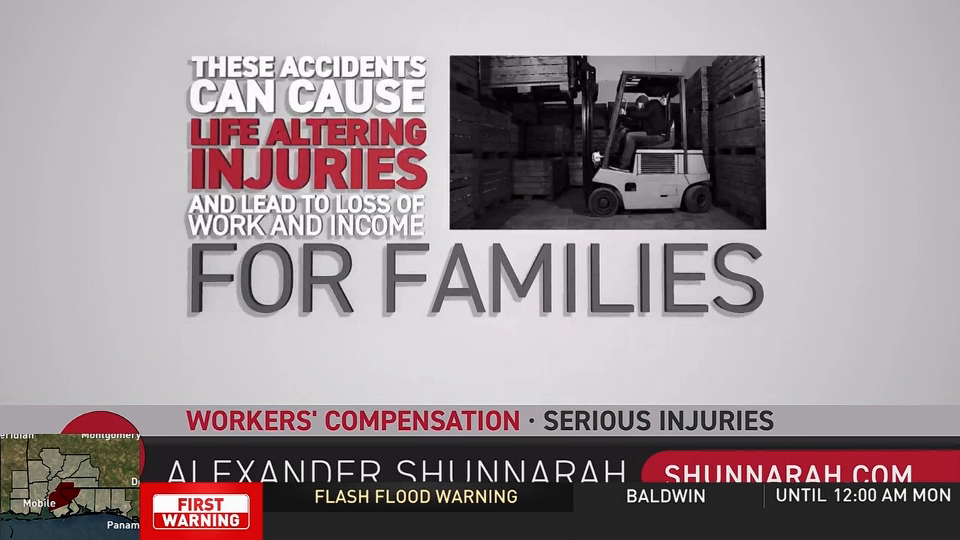 THESE ACCIDENTS
CAN CAUSE
LIFE ALTERING
INJURIES
AND LEAD TO LOSS OF
WORK AND INCOME
FOR FAMILIES
WORKERS' COMPENSATION · SERIOUS INJURIES
ALEXANDER SHUNNARAH
SHUNNARAH.COM
eridian
Montgomery
Mobile
Panam
FIRST
WARNING
FLASH FLOOD WARNING
BALDWIN
UNTIL 12:00 AM MON